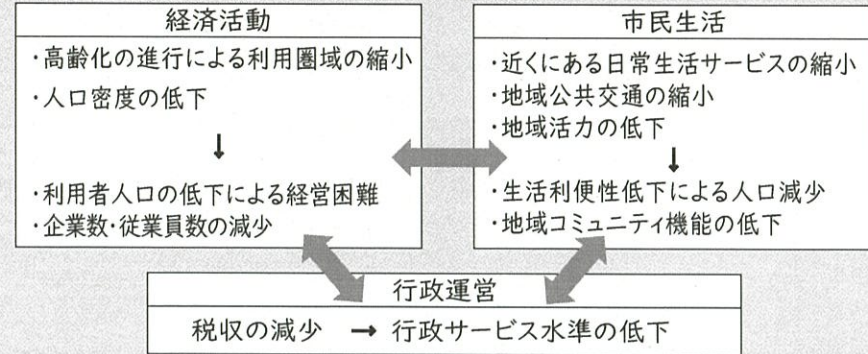 経済活動
・高齢化の進行による利用圏域の縮小
・人口密度の低下
↓
・利用者人口の低下による経営困難
・企業数・従業員数の減少
市民生活
・近くにある日常生活サービスの縮小
・地域公共交通の縮小
・地域活力の低下
↓
・生活利便性低下による人口減少
・地域コミュニティ機能の低下
行政運営
税収の減少 → 行政サービス水準の低下